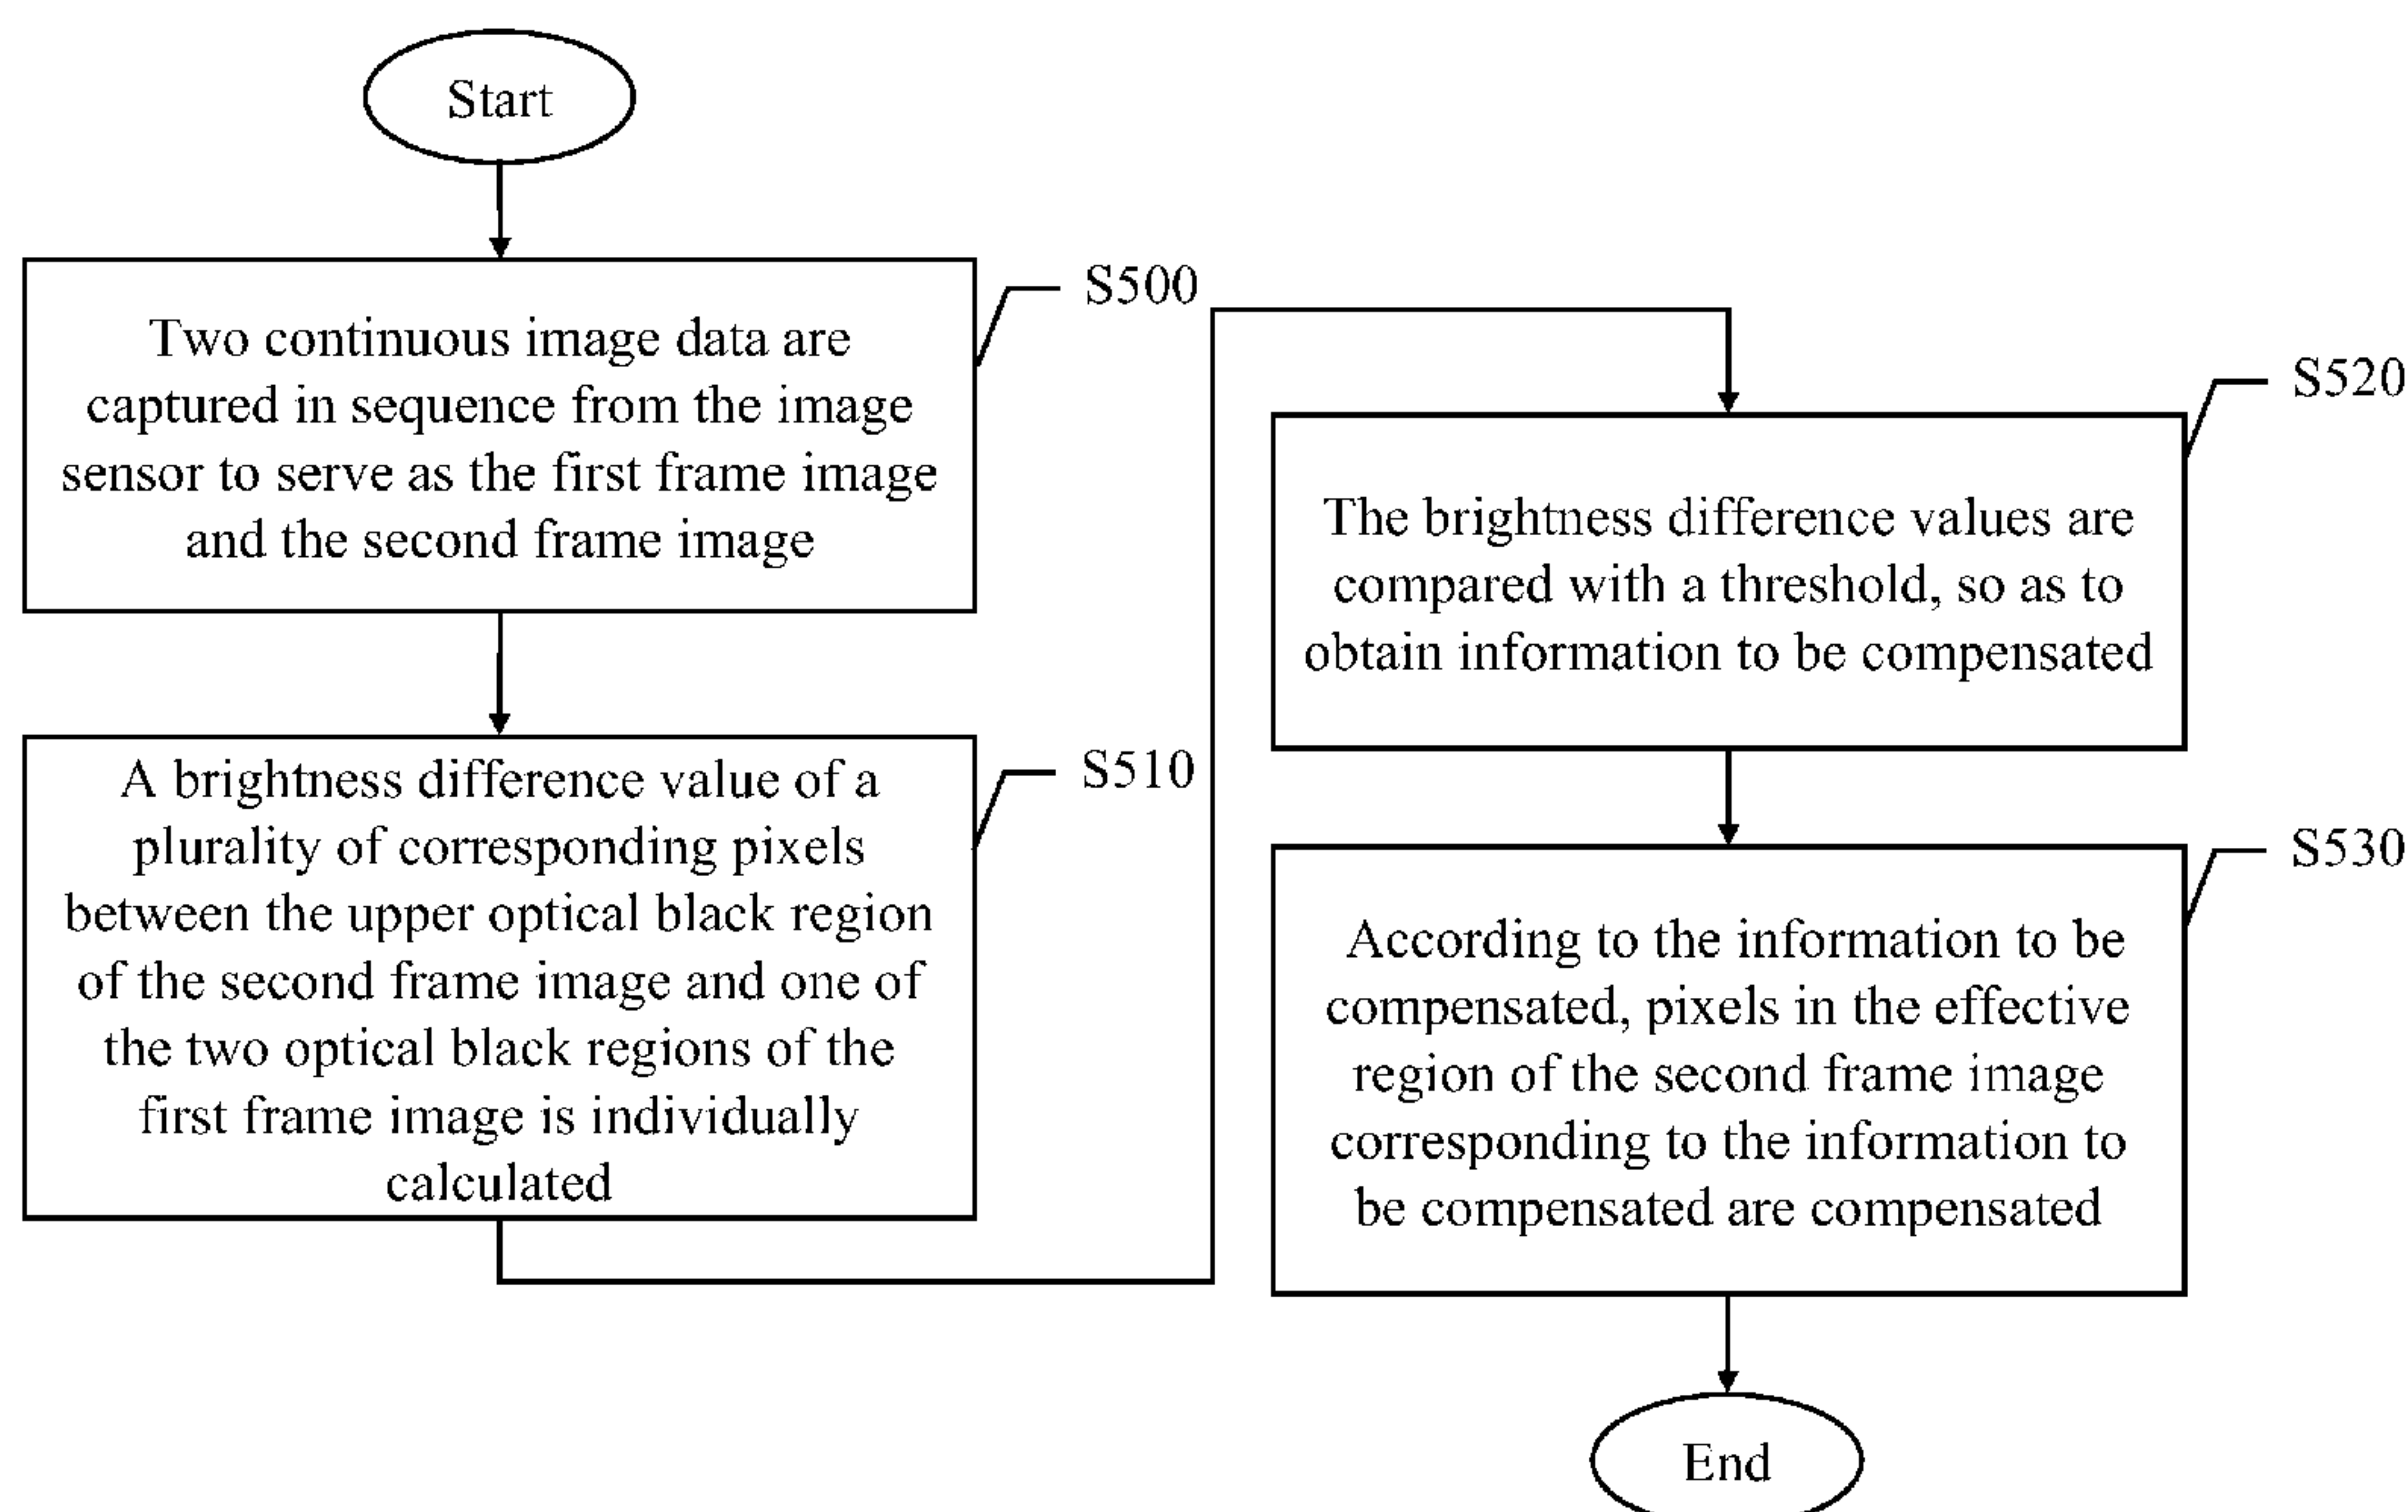 Start
S500
Two continuous image data are
captured in sequence from the image
sensor to serve as the first frame image
and the second frame image
S510
A brightness difference value of a
plurality of corresponding pixels
between the upper optical black region
of the second frame image and one of
the two optical black regions of the
first frame image is individually
calculated
S520
The brightness difference values are
compared with a threshold, so as to
obtain information to be compensated
S530
According to the information to be
compensated, pixels in the effective
region of the second frame image
corresponding to the information to
be compensated are compensated
End